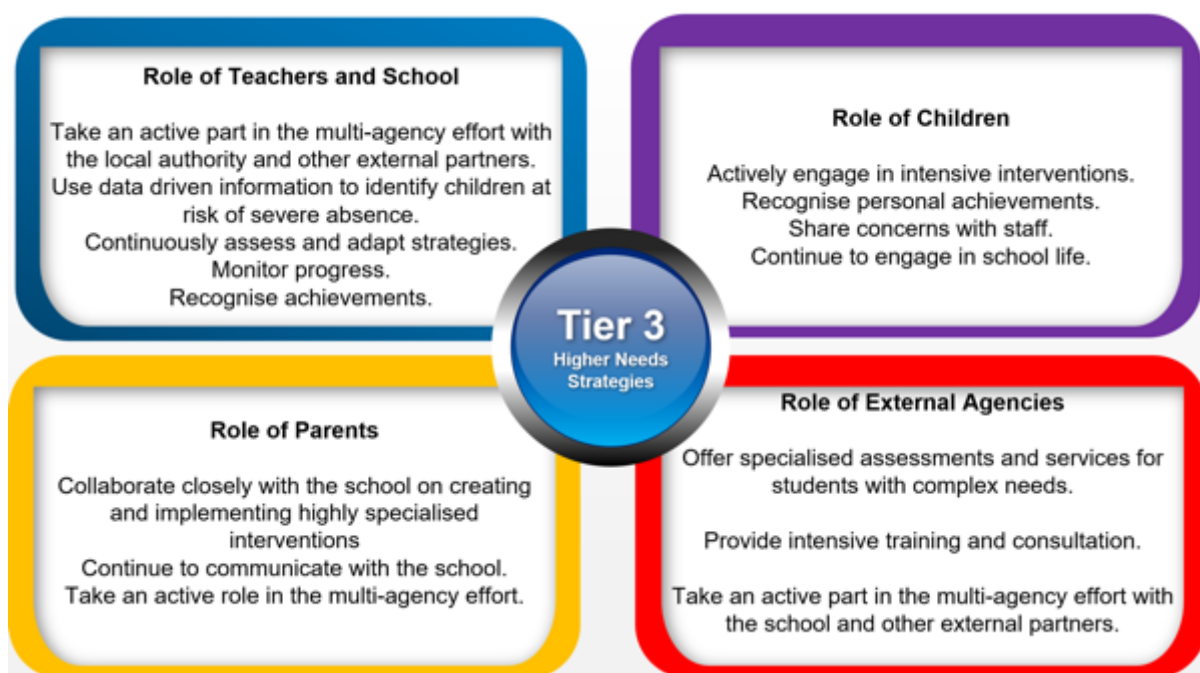 Role of Teachers and School
Take an active part in the multi-agency effort with
the local authority and other external partners.
Use data driven information to identify children at
risk of severe absence.
Continuously assess and adapt strategies.
Monitor progress.
Recognise achievements.
Role of Children
Actively engage in intensive interventions.
Recognise personal achievements.
Share concerns with staff.
Continue to engage in school life.
Tier 3
Higher Needs
Strategies
Role of Parents
Collaborate closely with the school on creating
and implementing highly specialised
interventions
Continue to communicate with the school.
Take an active role in the multi-agency effort.
Role of External Agencies
Offer specialised assessments and services for
students with complex needs.
Provide intensive training and consultation.
Take an active part in the multi-agency effort with
the school and other external partners.